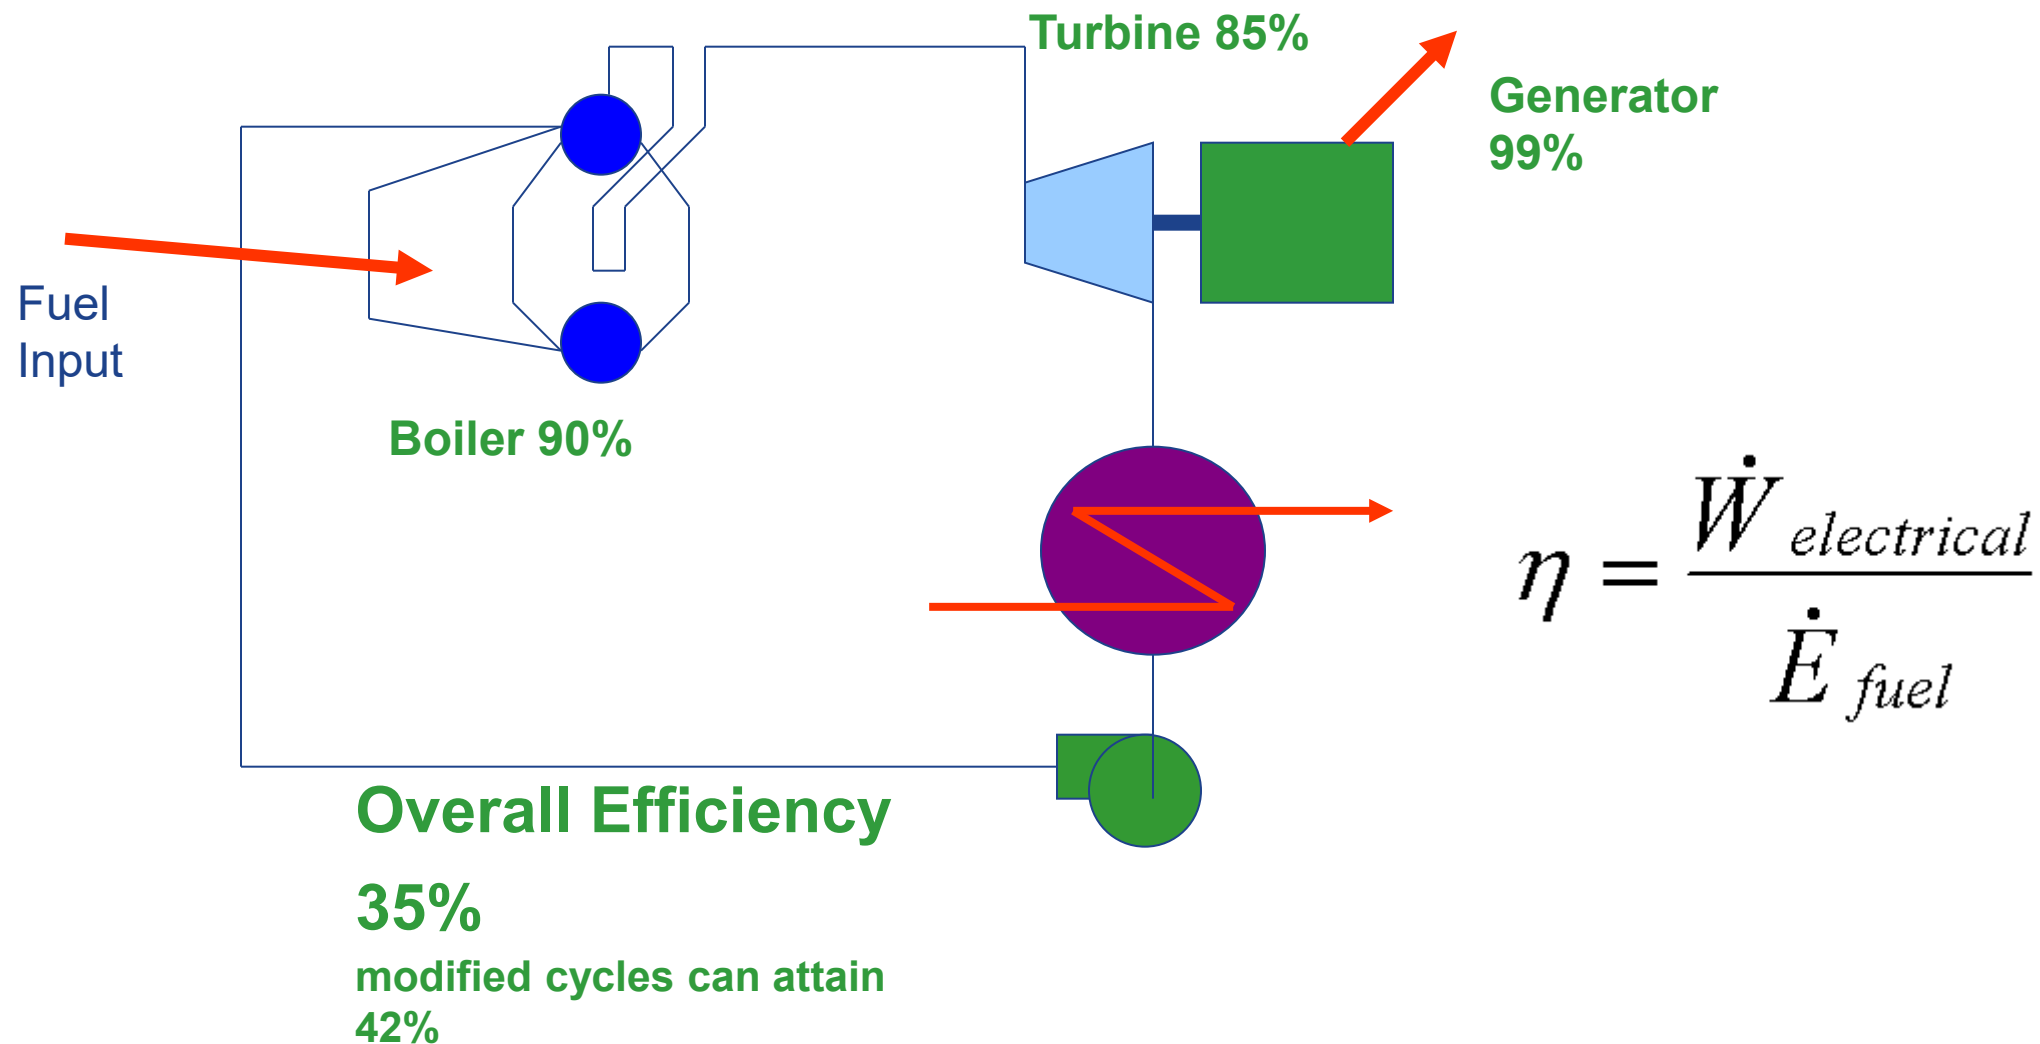 Turbine 85%
Generator
99%
Fuel
Input
Boiler 90%
η = Ẇ electrical / Ė fuel
Overall Efficiency
35%
modified cycles can attain
42%